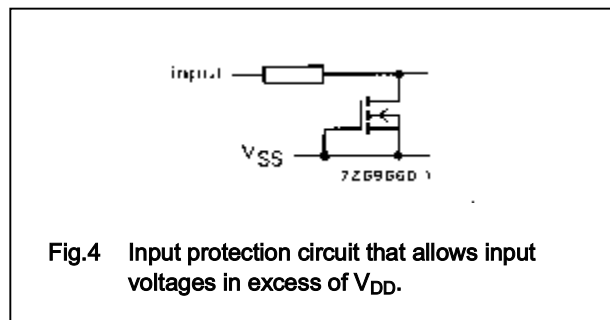 input
VSS
Fig.4 Input protection circuit that allows input
voltages in excess of VDD.